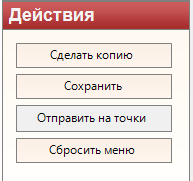 Действия
Сделать копию
Сохранить
Отправить на точки
Сбросить меню